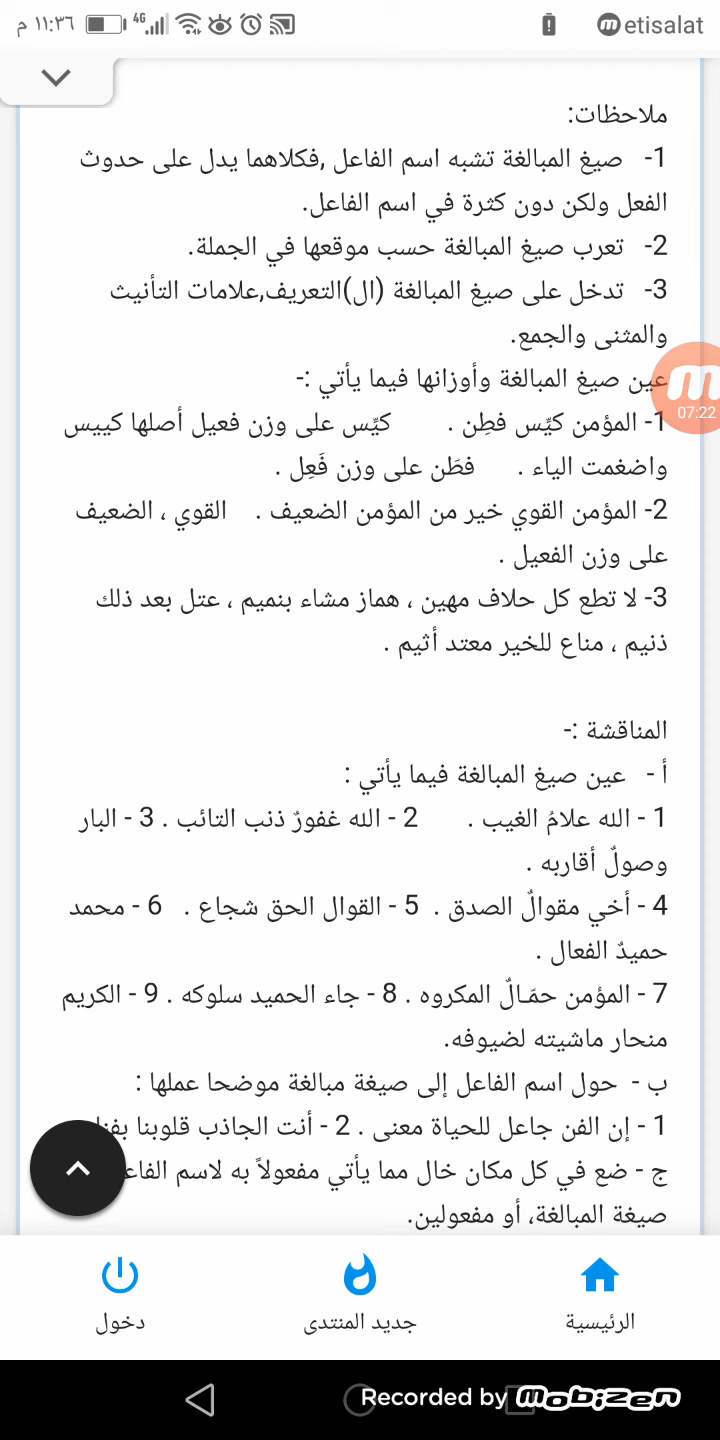 ١١:٣٦ م
4G
etisalat
ملاحظات:
1- صيغ المبالغة تشبه اسم الفاعل ,فكلاهما يدل على حدوث
الفعل ولكن دون كثرة في اسم الفاعل.
2- تعرب صيغ المبالغة حسب موقعها في الجملة.
3- تدخل على صيغ المبالغة (ال)التعريف,علامات التأنيث
والمثنى والجمع.
عين صيغ المبالغة وأوزانها فيما يأتي :-
07:22
1- المؤمن كيِّس فطِن . كيِّس على وزن فعيل أصلها كييس
واضغمت الياء . فطَن على وزن فَعِل .
2- المؤمن القوي خير من المؤمن الضعيف . القوي ، الضعيف
على وزن الفعيل .
3- لا تطع كل حلاف مهين ، هماز مشاء بنميم ، عتل بعد ذلك
ذنيم ، مناع للخير معتد أثيم .
المناقشة :-
أ - عين صيغ المبالغة فيما يأتي :
1 - الله علامُ الغيب . 2 - الله غفورٌ ذنب التائب . 3 - البار
وصولٌ أقاربه .
4 - أخي مقوالٌ الصدق . 5 - القوال الحق شجاع . 6 - محمد
حميدٌ الفعال .
7 - المؤمن حمّـالٌ المكروه . 8 - جاء الحميد سلوكه . 9 - الكريم
منحار ماشيته لضيوفه.
ب - حول اسم الفاعل إلى صيغة مبالغة موضحا عملها :
1 - إن الفن جاعل للحياة معنى . 2 - أنت الجاذب قلوبنا
ج - ضع في كل مكان خال مما يأتي مفعولاً به لاسم
صيغة المبالغة، أو مفعولين.
الرئيسية
جديد المنتدى
دخول
Recorded by Mobizen